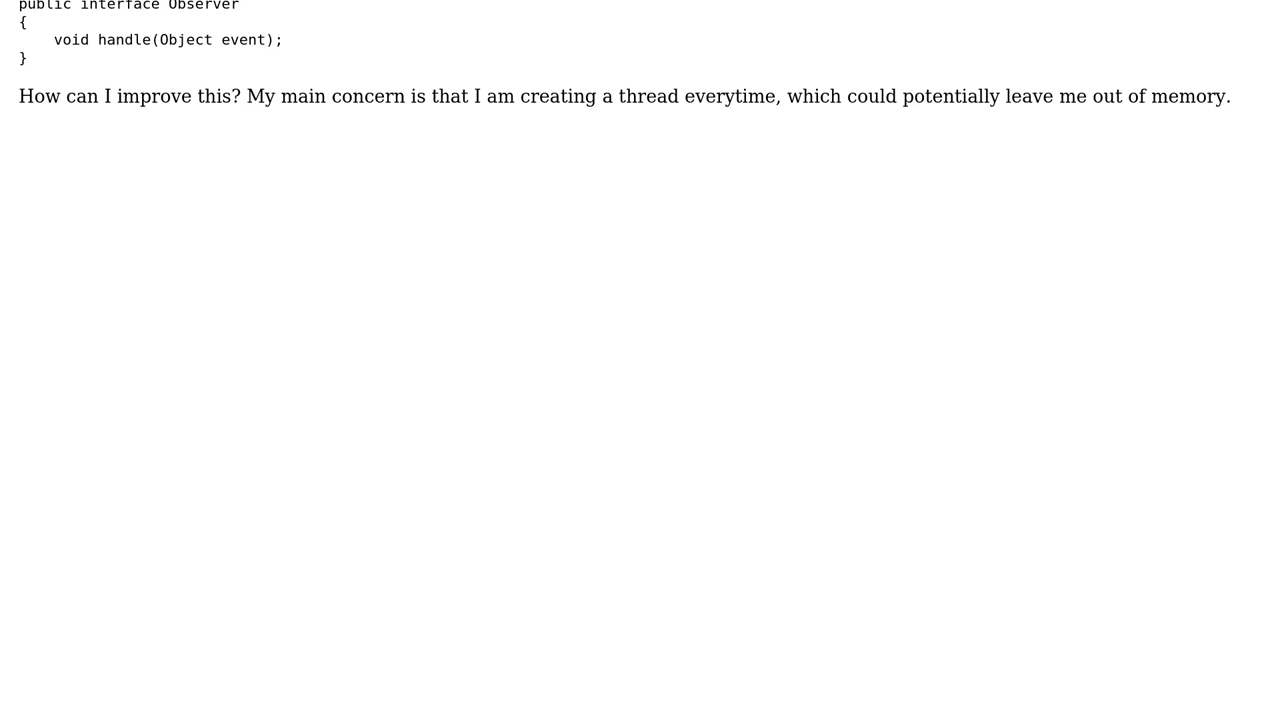 public interface Observer
{
    void handle(Object event);
}
How can I improve this? My main concern is that I am creating a thread everytime, which could potentially leave me out of memory.